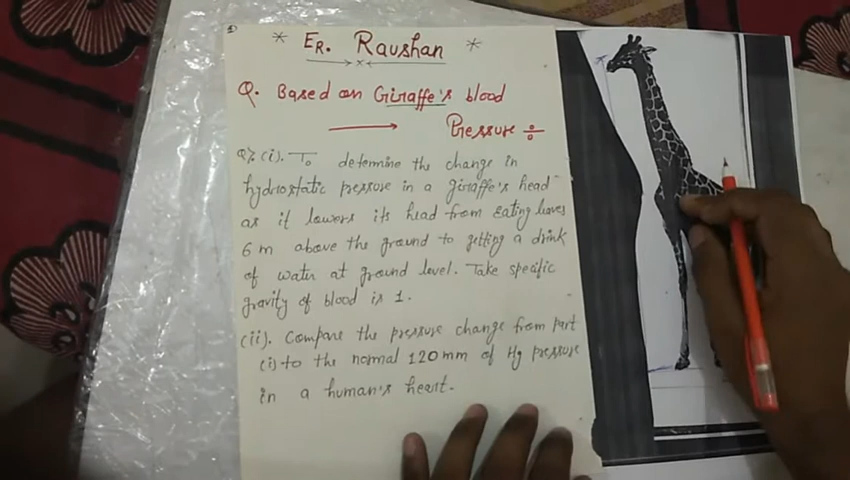 * ER. Raushan *
Q. Based on Giraffe's blood
Pressure ÷
Q1/ (i). To determine the change in
hydrostatic pressure in a giraffe's head
as it lowers its head from eating leaves
6 m above the ground to getting a drink
of water at ground level. Take specific
gravity of blood is 1.
(ii). Compare the pressure change from part
(i) to the normal 120 mm of Hg pressure
in a human's heart.